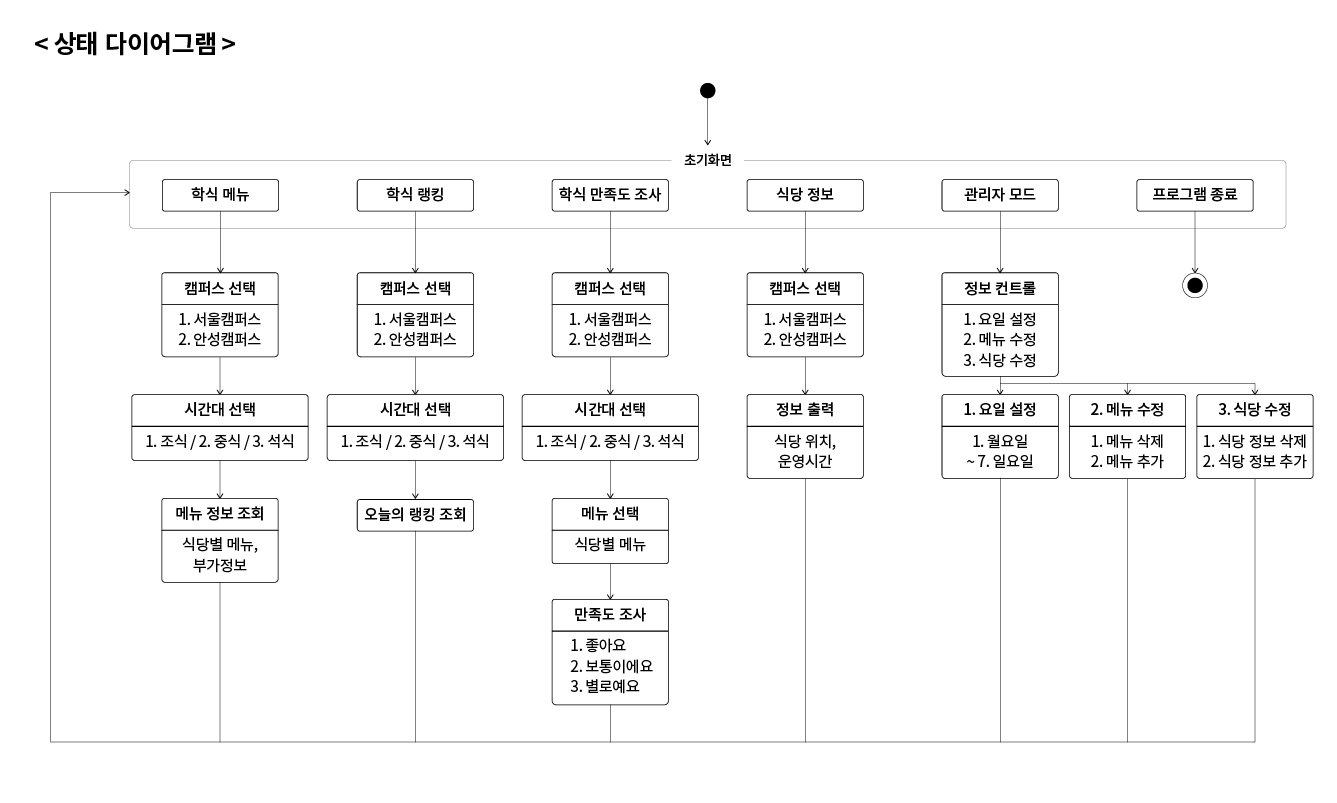 < 상태 다이어그램 >
초기화면
학식 메뉴
학식 랭킹
학식 만족도 조사
식당 정보
관리자 모드
프로그램 종료
캠퍼스 선택
1. 서울캠퍼스
2. 안성캠퍼스
캠퍼스 선택
1. 서울캠퍼스
2. 안성캠퍼스
캠퍼스 선택
1. 서울캠퍼스
2. 안성캠퍼스
캠퍼스 선택
1. 서울캠퍼스
2. 안성캠퍼스
정보 컨트롤
1. 요일 설정
2. 메뉴 수정
3. 식당 수정
시간대 선택
1. 조식 / 2. 중식 / 3. 석식
시간대 선택
1. 조식 / 2. 중식 / 3. 석식
시간대 선택
1. 조식 / 2. 중식 / 3. 석식
정보 출력
식당 위치,
운영시간
1. 요일 설정
1. 월요일
~ 7. 일요일
2. 메뉴 수정
1. 메뉴 삭제
2. 메뉴 추가
3. 식당 수정
1. 식당 정보 삭제
2. 식당 정보 추가
메뉴 정보 조회
식당별 메뉴,
부가정보
오늘의 랭킹 조회
메뉴 선택
식당별 메뉴
만족도 조사
1. 좋아요
2. 보통이에요
3. 별로예요